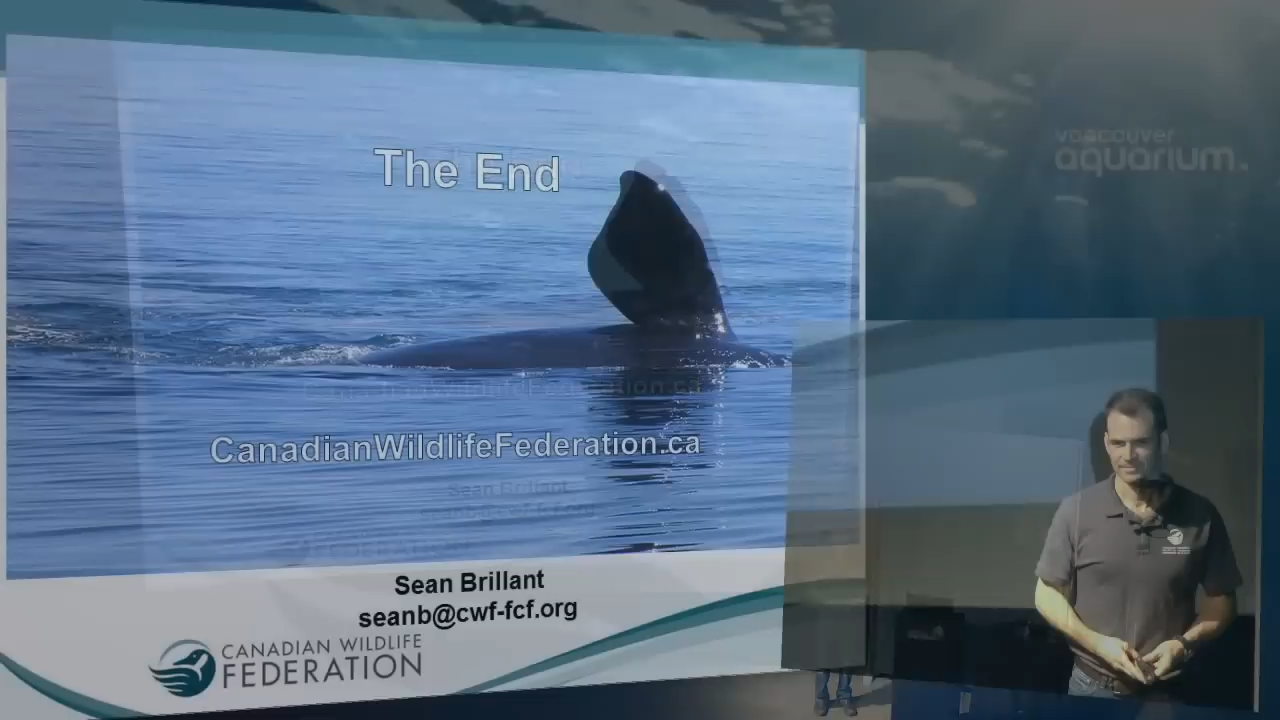 The End
CanadianWildlifeFederation.ca
Sean Brillant
seanb@cwf-fcf.org
CANADIAN WILDLIFE
FEDERATION
vancouver
aquarium.